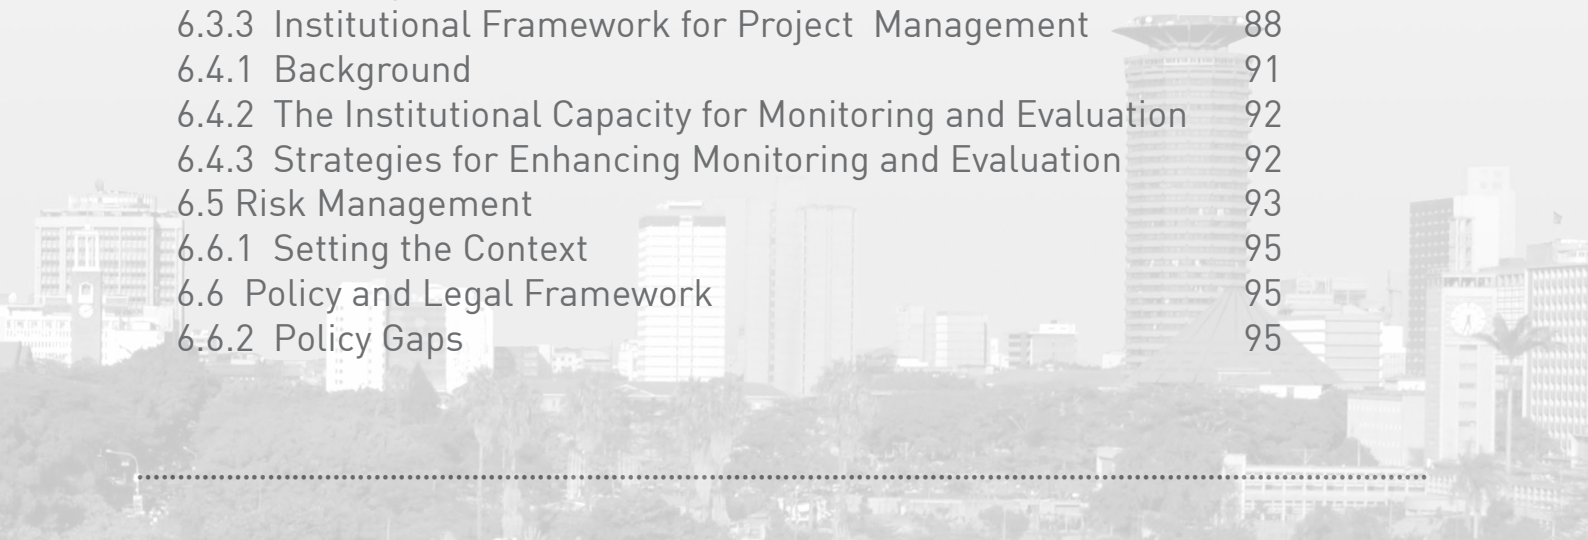 6.3.3 Institutional Framework for Project Management 88
6.4.1 Background 91
6.4.2 The Institutional Capacity for Monitoring and Evaluation 92
6.4.3 Strategies for Enhancing Monitoring and Evaluation 92
6.5 Risk Management 93
6.6.1 Setting the Context 95
6.6 Policy and Legal Framework 95
6.6.2 Policy Gaps 95